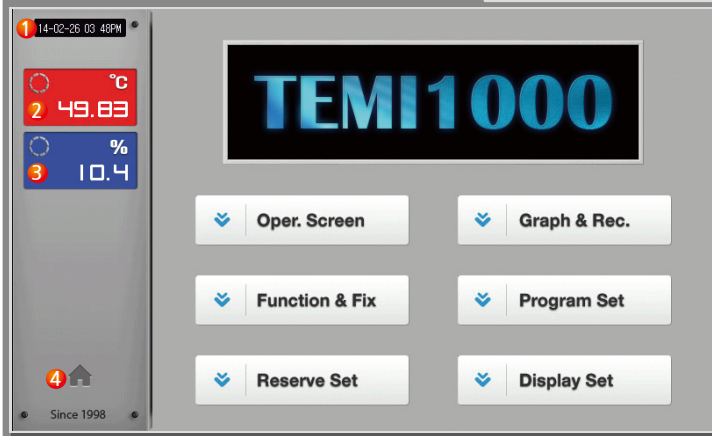 1 14-02-26 03 48PM
°C
2 49.83
%
3 10.4
4
Since 1998
TEMI1000
Oper. Screen
Graph & Rec.
Function & Fix
Program Set
Reserve Set
Display Set